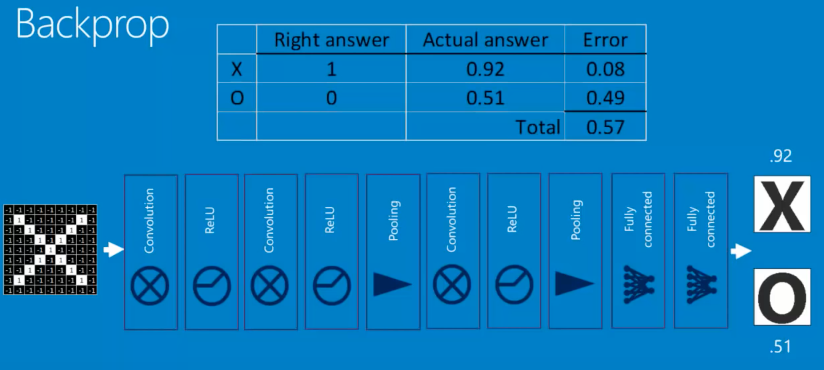 Backprop
Right answer Actual answer Error
X 1 0.92 0.08
O 0 0.51 0.49
Total 0.57
.92
Convolution
ReLU
Convolution
ReLU
Pooling
Convolution
ReLU
Pooling
Fully
connected
Fully
connected
X
O
.51